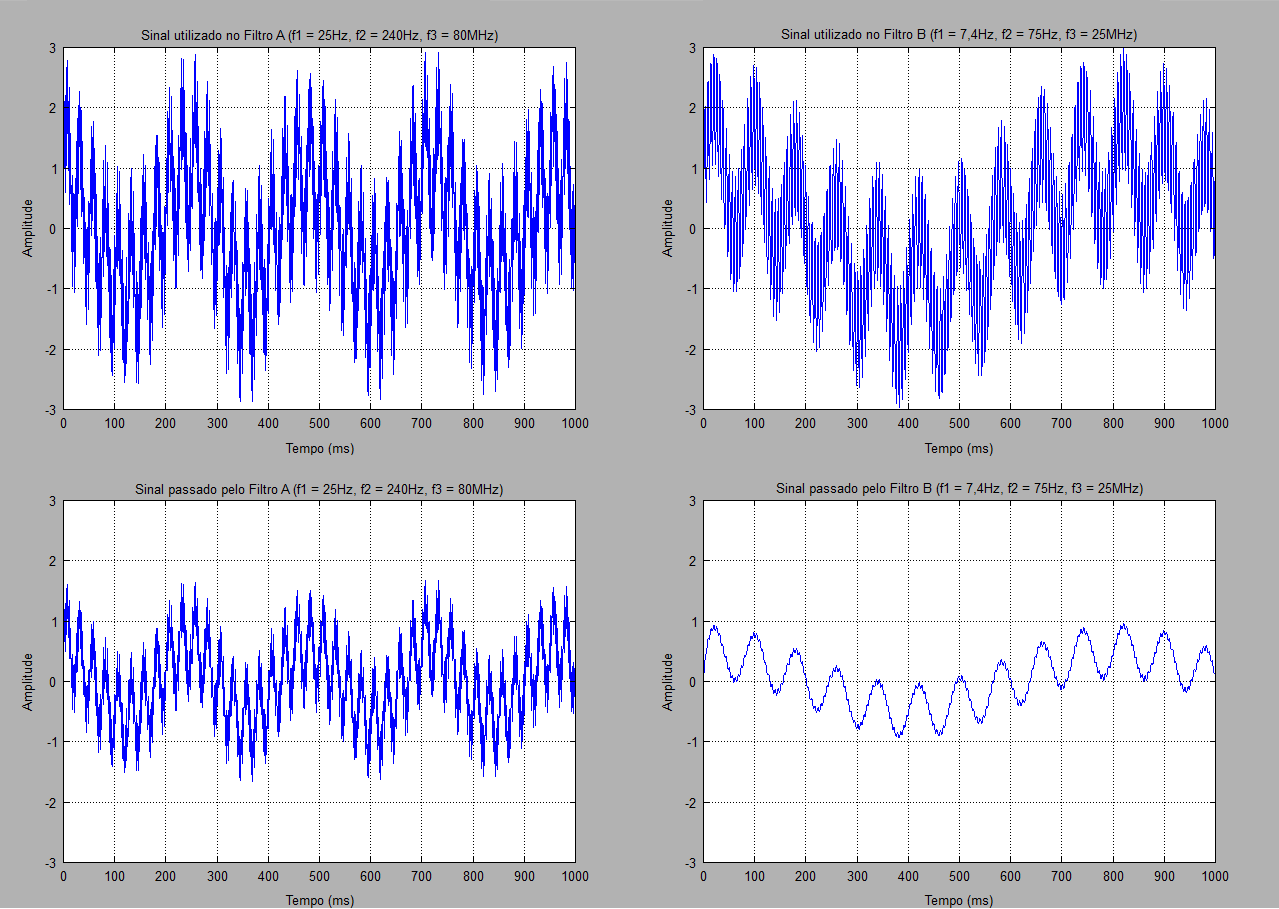 Sinal utilizado no Filtro A (f1 = 25Hz, f2 = 240Hz, f3 = 80MHz)
3
2
1
0
-1
-2
-3
Amplitude
0 100 200 300 400 500 600 700 800 900 1000
Tempo (ms)
Sinal utilizado no Filtro B (f1 = 7,4Hz, f2 = 75Hz, f3 = 25MHz)
3
2
1
0
-1
-2
-3
Amplitude
0 100 200 300 400 500 600 700 800 900 1000
Tempo (ms)
Sinal passado pelo Filtro A (f1 = 25Hz, f2 = 240Hz, f3 = 80MHz)
3
2
1
0
-1
-2
-3
Amplitude
0 100 200 300 400 500 600 700 800 900 1000
Tempo (ms)
Sinal passado pelo Filtro B (f1 = 7,4Hz, f2 = 75Hz, f3 = 25MHz)
3
2
1
0
-1
-2
-3
Amplitude
0 100 200 300 400 500 600 700 800 900 1000
Tempo (ms)